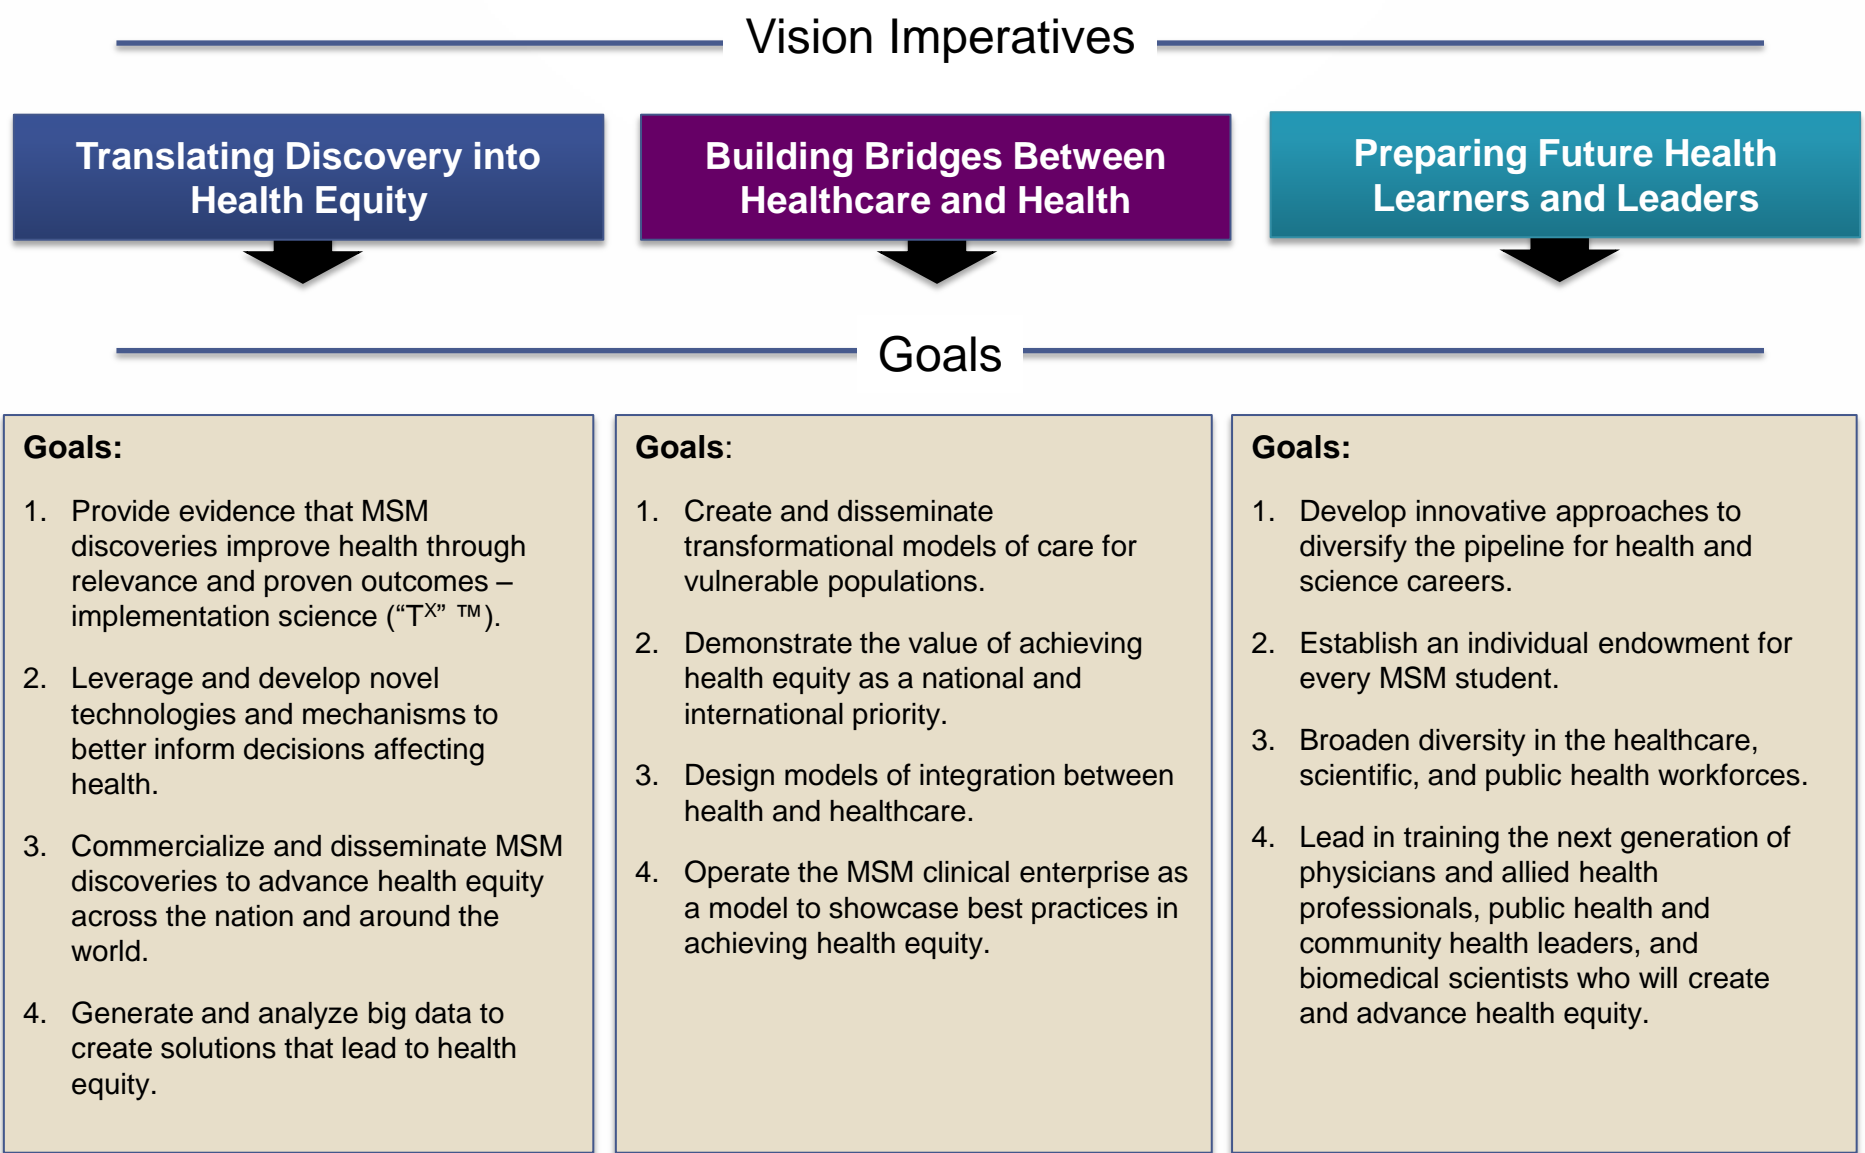 Vision Imperatives
Translating Discovery into
Health Equity
Building Bridges Between
Healthcare and Health
Preparing Future Health
Learners and Leaders
Goals
Goals:
1. Provide evidence that MSM
discoveries improve health through
relevance and proven outcomes –
implementation science (“Tˣ” ™).
2. Leverage and develop novel
technologies and mechanisms to
better inform decisions affecting
health.
3. Commercialize and disseminate MSM
discoveries to advance health equity
across the nation and around the
world.
4. Generate and analyze big data to
create solutions that lead to health
equity.
Goals:
1. Create and disseminate
transformational models of care for
vulnerable populations.
2. Demonstrate the value of achieving
health equity as a national and
international priority.
3. Design models of integration between
health and healthcare.
4. Operate the MSM clinical enterprise as
a model to showcase best practices in
achieving health equity.
Goals:
1. Develop innovative approaches to
diversify the pipeline for health and
science careers.
2. Establish an individual endowment for
every MSM student.
3. Broaden diversity in the healthcare,
scientific, and public health workforces.
4. Lead in training the next generation of
physicians and allied health
professionals, public health and
community health leaders, and
biomedical scientists who will create
and advance health equity.